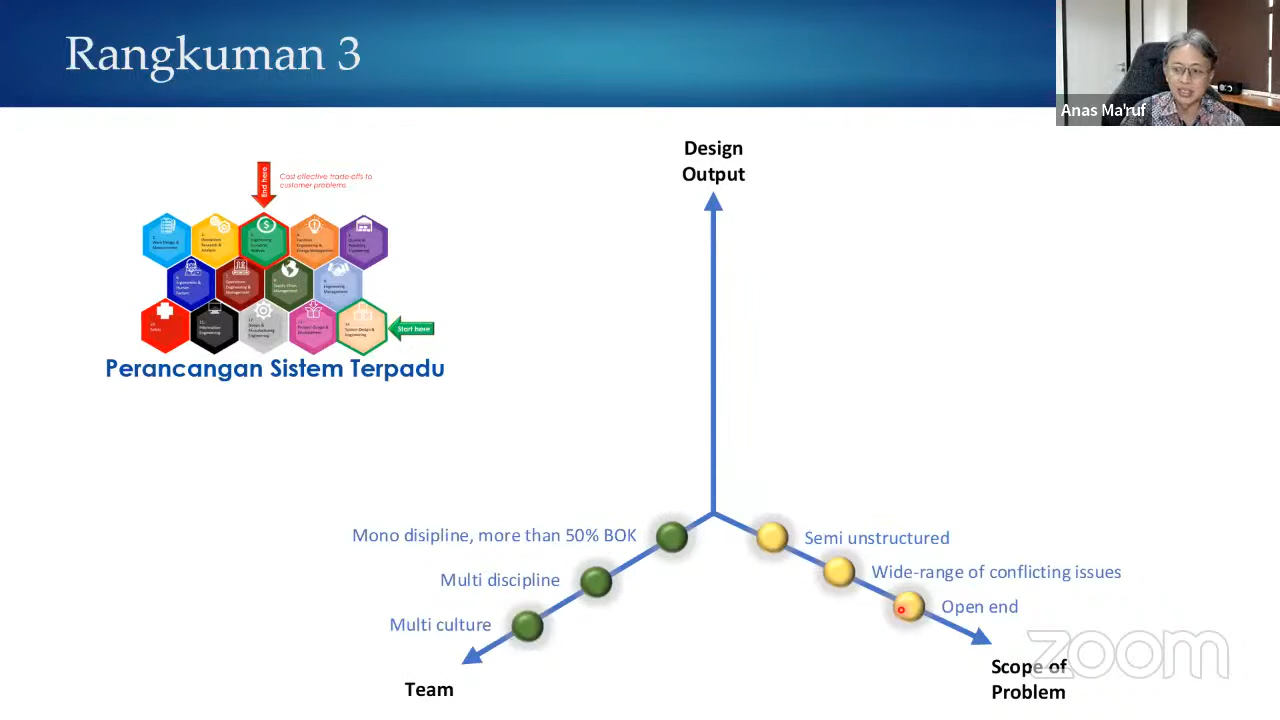 Rangkuman 3
Anas Ma'ruf
Design
Output
End here
Cost effective trade-offs to
customer problems
Start here
Perancangan Sistem Terpadu
Mono disipline, more than 50% BOK
Multi discipline
Multi culture
Team
Semi unstructured
Wide-range of conflicting issues
Open end
Scope of
Problem
zoom